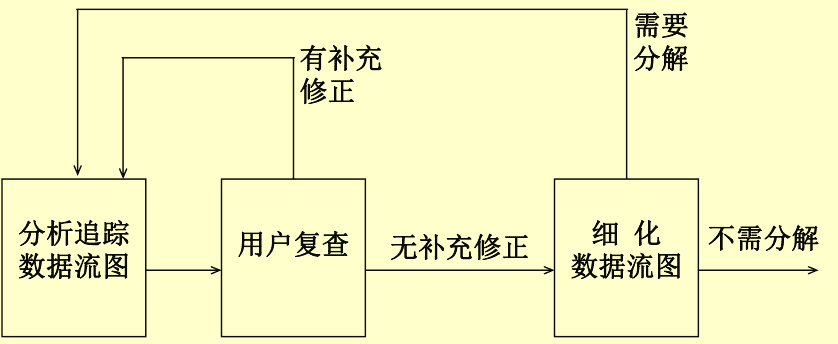 需要
分解
有补充
修正
分析追踪
数据流图
用户复查
无补充修正
细 化
数据流图
不需分解